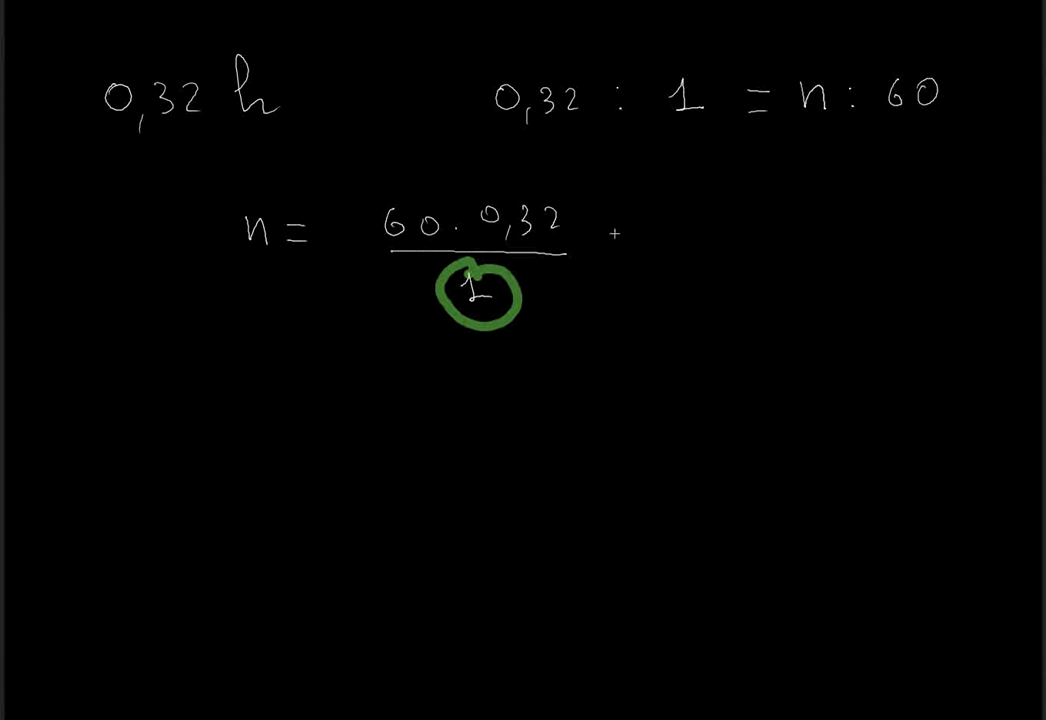 0,32 h 0,32 : 1 = n : 60
n = 60 . 0,32
1